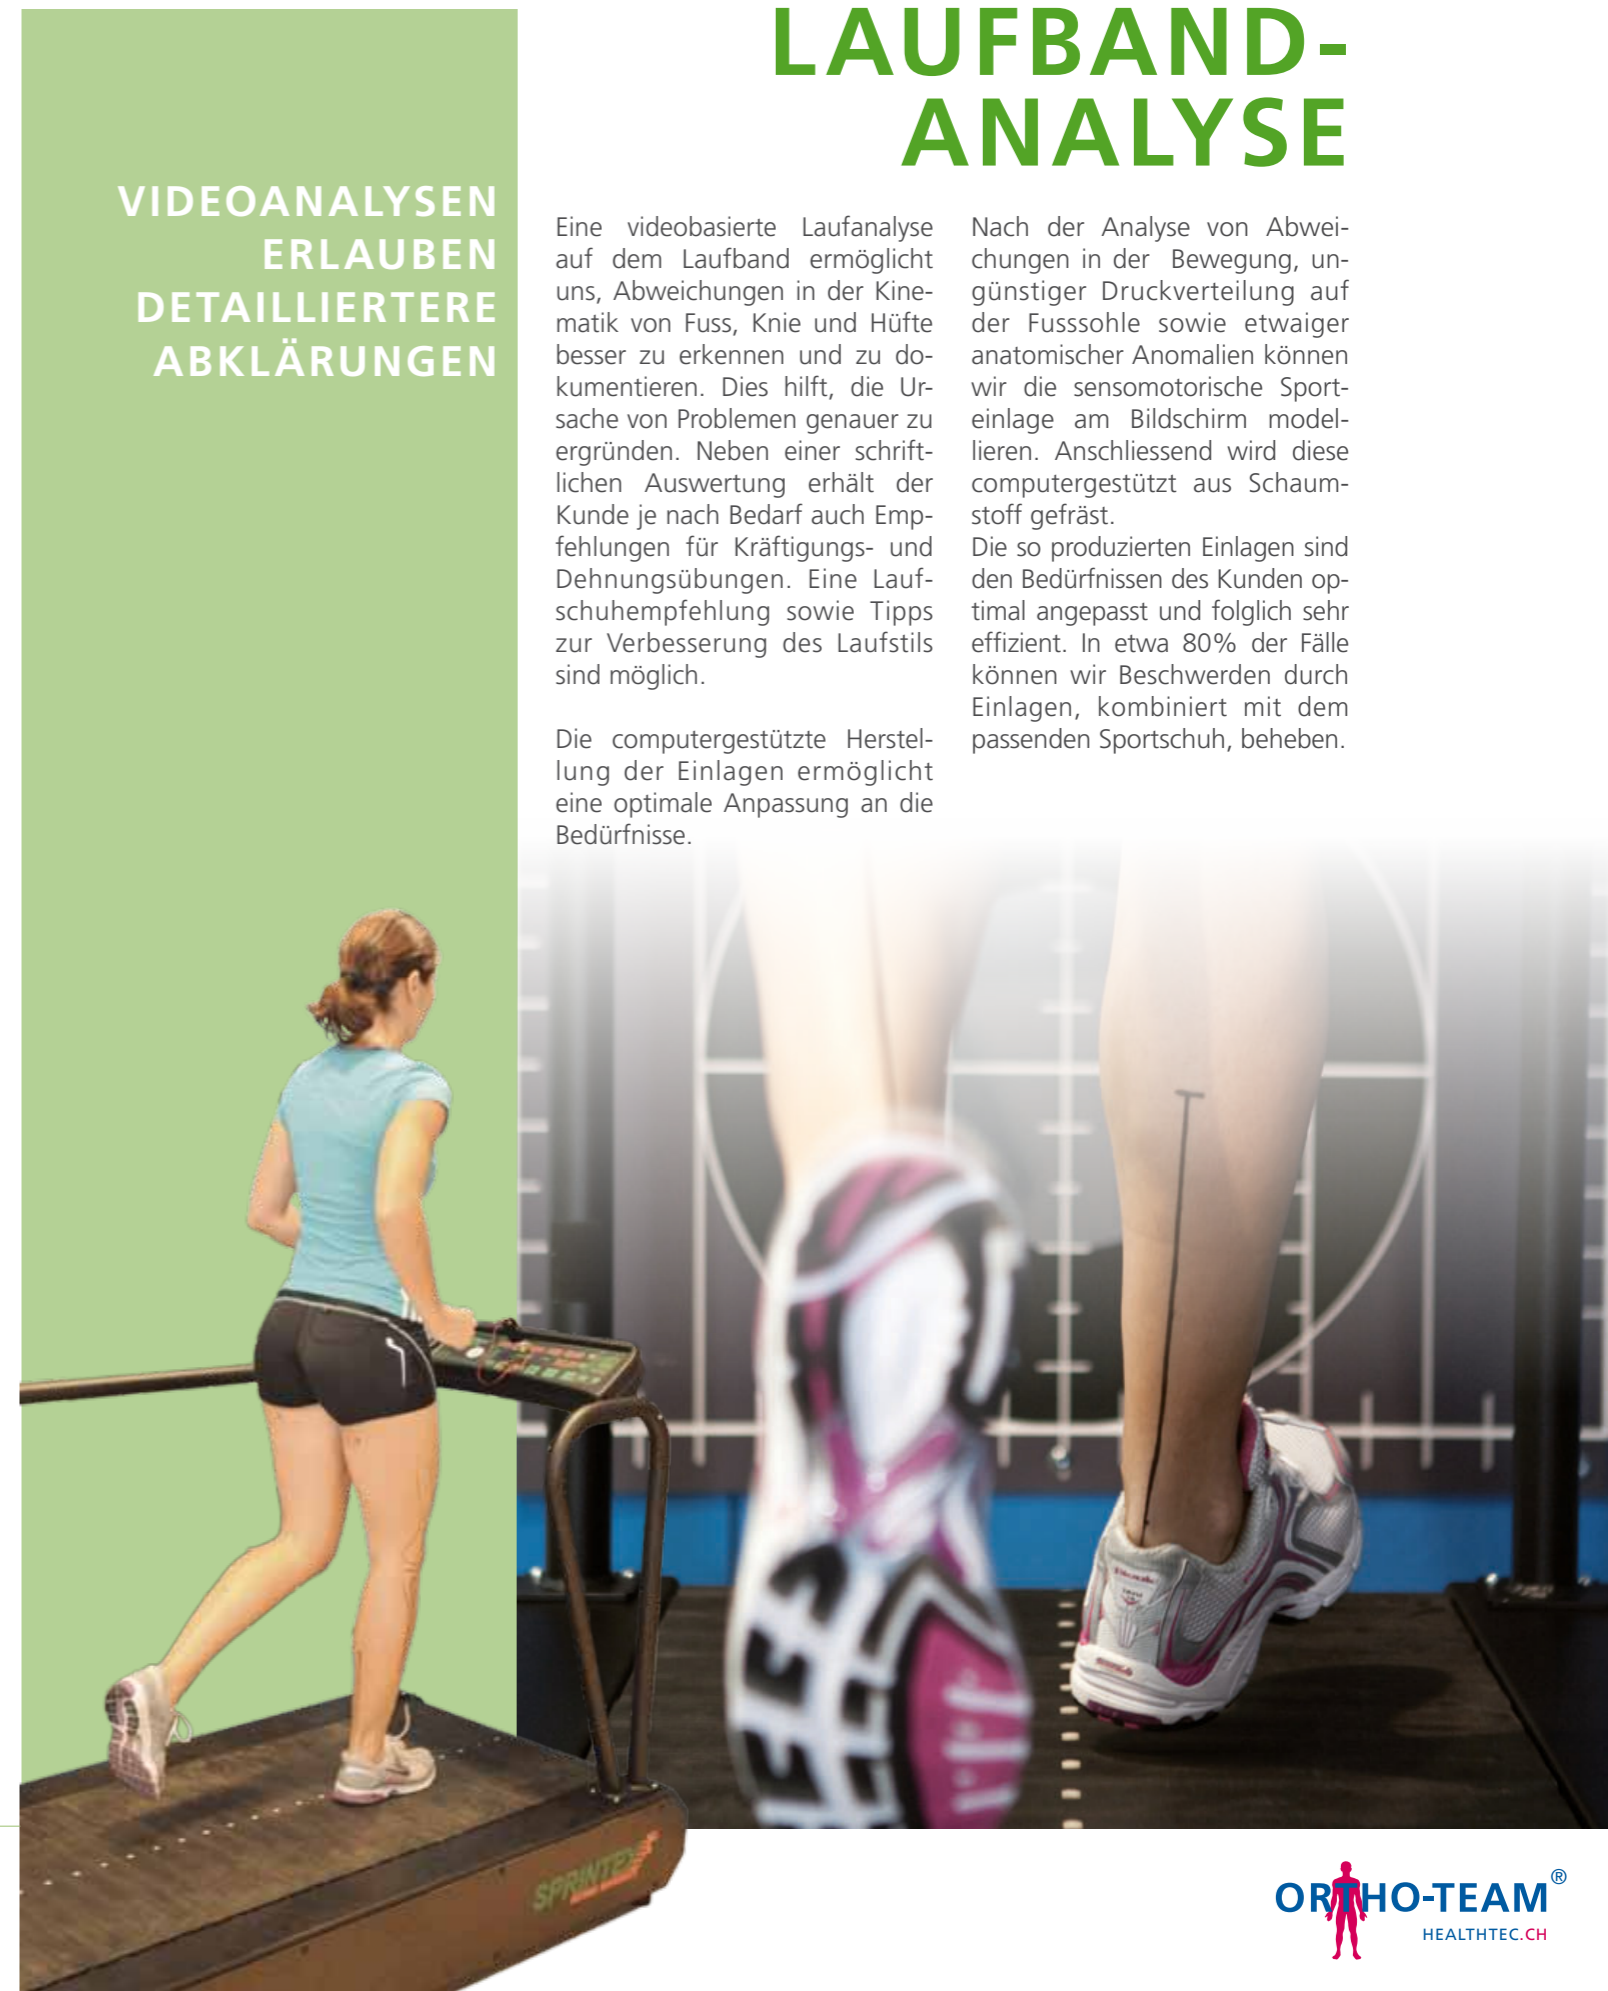 LAUFBAND-
ANALYSE
VIDEOANALYSEN
ERLAUBEN
DETAILLIERTERE
ABKLÄRUNGEN
Eine videobasierte Laufanalyse
auf dem Laufband ermöglicht
uns, Abweichungen in der Kine-
matik von Fuss, Knie und Hüfte
besser zu erkennen und zu do-
kumentieren. Dies hilft, die Ur-
sache von Problemen genauer zu
ergründen. Neben einer schrift-
lichen Auswertung erhält der
Kunde je nach Bedarf auch Emp-
fehlungen für Kräftigungs- und
Dehnungsübungen. Eine Lauf-
schuhempfehlung sowie Tipps
zur Verbesserung des Laufstils
sind möglich.
Die computergestützte Herstel-
lung der Einlagen ermöglicht
eine optimale Anpassung an die
Bedürfnisse.
Nach der Analyse von Abwei-
chungen in der Bewegung, un-
günstiger Druckverteilung auf
der Fusssohle sowie etwaiger
anatomischer Anomalien können
wir die sensomotorische Sport-
einlage am Bildschirm model-
lieren. Anschliessend wird diese
computergestützt aus Schaum-
stoff gefräst.
Die so produzierten Einlagen sind
den Bedürfnissen des Kunden op-
timal angepasst und folglich sehr
effizient. In etwa 80% der Fälle
können wir Beschwerden durch
Einlagen, kombiniert mit dem
passenden Sportschuh, beheben.
SPRINTEX
ORTHO-TEAM®
HEALTHTEC.CH